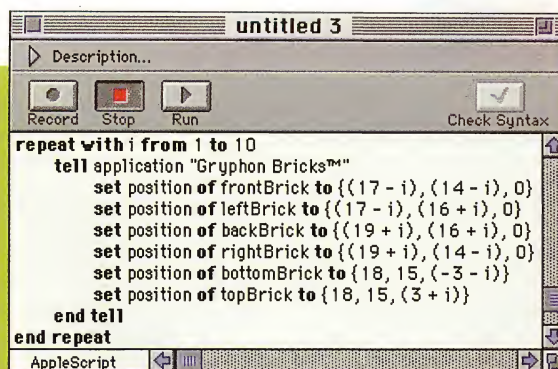 untitled 3
Description...
Record Stop Run Check Syntax
repeat with i from 1 to 10
tell application "Gryphon Bricks™"
set position of frontBrick to {(17 - i), (14 - i), 0}
set position of leftBrick to {(17 - i), (16 + i), 0}
set position of backBrick to {(19 + i), (16 + i), 0}
set position of rightBrick to {(19 + i), (14 - i), 0}
set position of bottomBrick to {18, 15, (-3 - i)}
set position of topBrick to {18, 15, (3 + i)}
end tell
end repeat
AppleScript